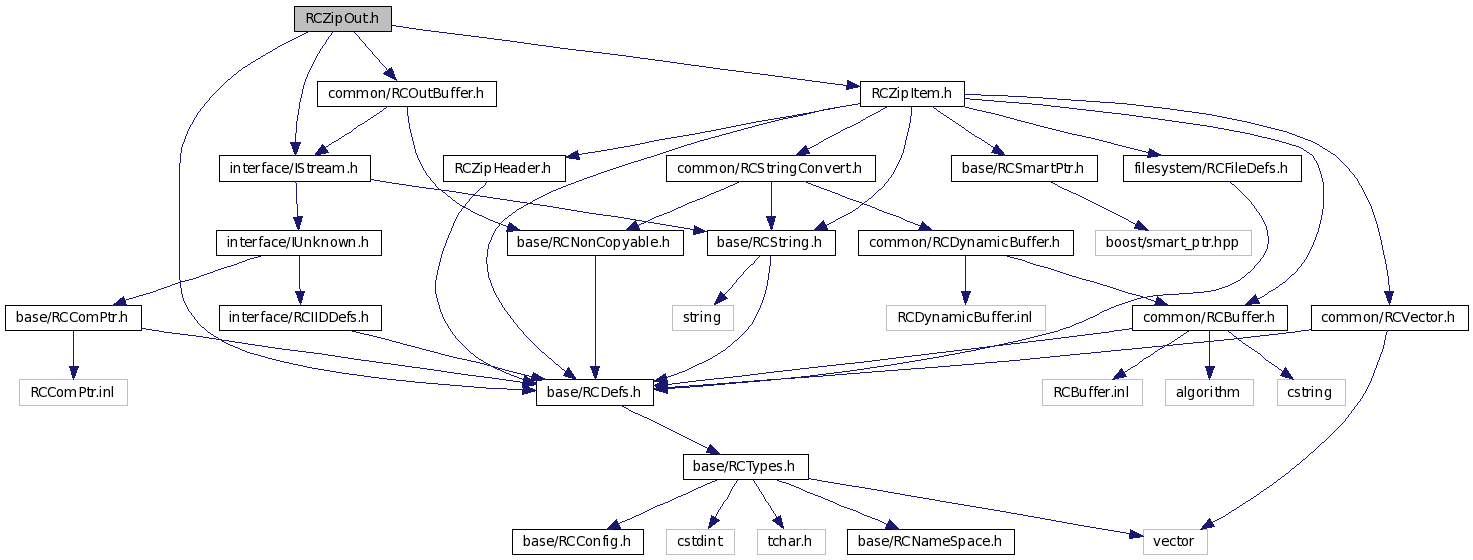 RCZipOut.h
common/RCOutBuffer.h
RCZipItem.h
interface/IStream.h
RCZipHeader.h
common/RCStringConvert.h
base/RCSmartPtr.h
filesystem/RCFileDefs.h
interface/IUnknown.h
base/RCNonCopyable.h
base/RCString.h
common/RCDynamicBuffer.h
boost/smart_ptr.hpp
base/RCComPtr.h
interface/RCIIDDefs.h
string
RCDynamicBuffer.inl
common/RCBuffer.h
common/RCVector.h
RCComPtr.inl
base/RCDefs.h
RCBuffer.inl
algorithm
cstring
base/RCTypes.h
base/RCConfig.h
cstdint
tchar.h
base/RCNameSpace.h
vector